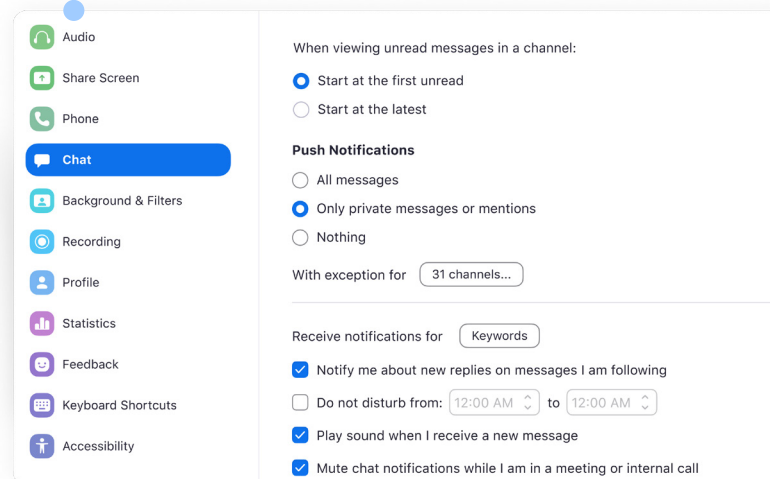 Audio
Share Screen
Phone
Chat
Background & Filters
Recording
Profile
Statistics
Feedback
Keyboard Shortcuts
Accessibility
When viewing unread messages in a channel:
Start at the first unread
Start at the latest
Push Notifications
All messages
Only private messages or mentions
Nothing
With exception for 31 channels...
Receive notifications for Keywords
Notify me about new replies on messages I am following
Do not disturb from: 12:00 AM to 12:00 AM
Play sound when I receive a new message
Mute chat notifications while I am in a meeting or internal call